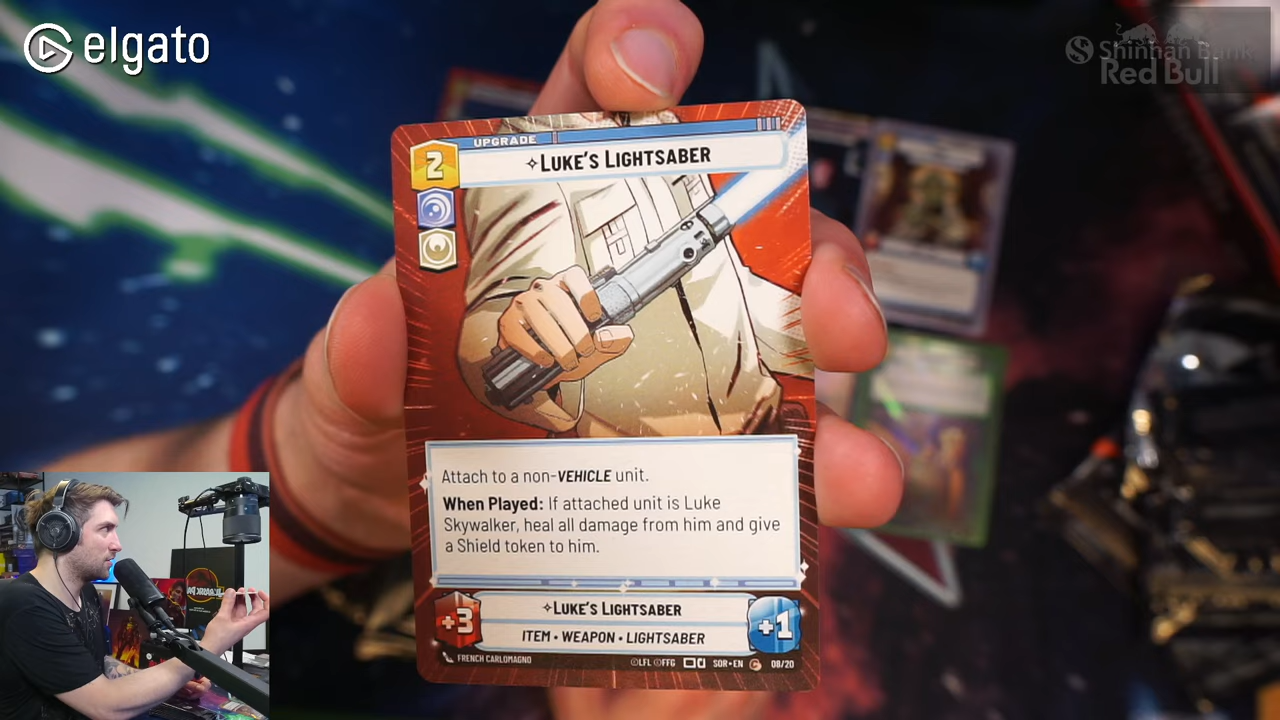 elgato
Shinhan Bank
Red Bull
UPGRADE
2
LUKE'S LIGHTSABER
Attach to a non-VEHICLE unit.
When Played: If attached unit is Luke
Skywalker, heal all damage from him and give
a Shield token to him.
+3
LUKE'S LIGHTSABER
+1
ITEM • WEAPON • LIGHTSABER
FRENCH CARLOMAGNO
©LFL ©FFG
SOR • EN
C
08/20